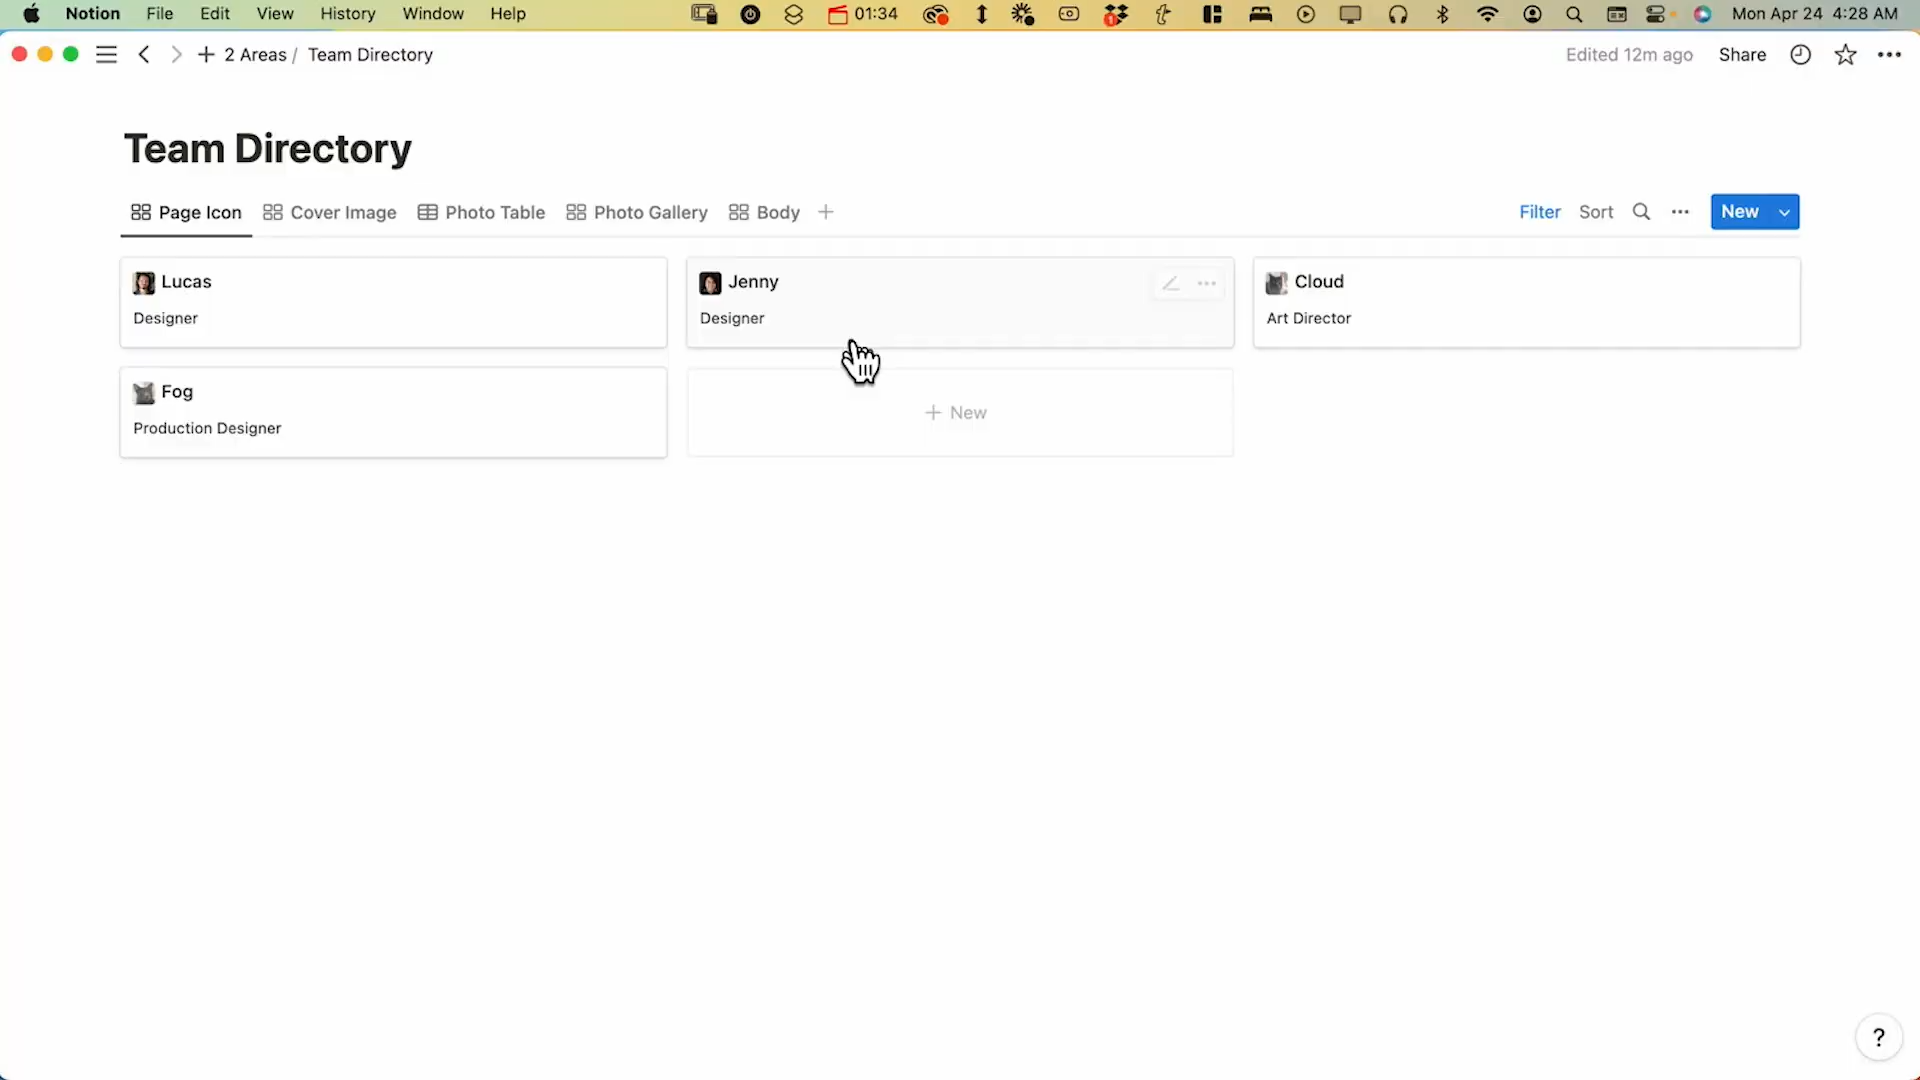 Notion File Edit View History Window Help 01:34 1 Mon Apr 24 4:28 AM
2 Areas / Team Directory Edited 12m ago Share
Team Directory
Page Icon Cover Image Photo Table Photo Gallery Body Filter Sort New
Lucas
Designer
Jenny
Designer
Cloud
Art Director
Fog
Production Designer
+ New
?